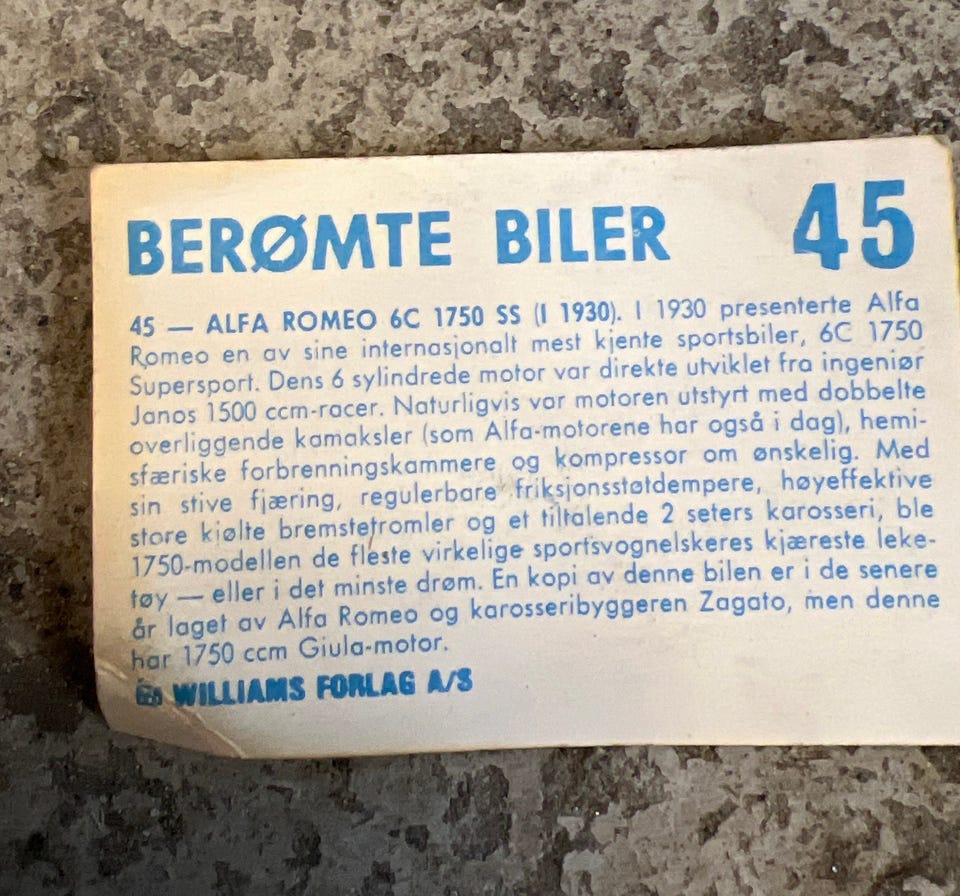 BERØMTE BILER 45
45 — ALFA ROMEO 6C 1750 SS (I 1930). I 1930 presenterte Alfa
Romeo en av sine internasjonalt mest kjente sportsbiler, 6C 1750
Supersport. Dens 6 sylindrede motor var direkte utviklet fra ingeniør
Janos 1500 ccm-racer. Naturligvis var motoren utstyrt med dobbelte
overliggende kamaksler (som Alfa-motorene har også i dag), hemi-
sfæriske forbrenningskammere og kompressor om ønskelig. Med
sin stive fjæring, regulerbare friksjonsstøtdempere, høyeffektive
store kjølte bremsetromler og et tiltalende 2 seters karosseri, ble
1750-modellen de fleste virkelige sportsvognelskeres kjæreste leke-
tøy — eller i det minste drøm. En kopi av denne bilen er i de senere
år laget av Alfa Romeo og karosseribyggeren Zagato, men denne
har 1750 ccm Giula-motor.
WILLIAMS FORLAG A/S